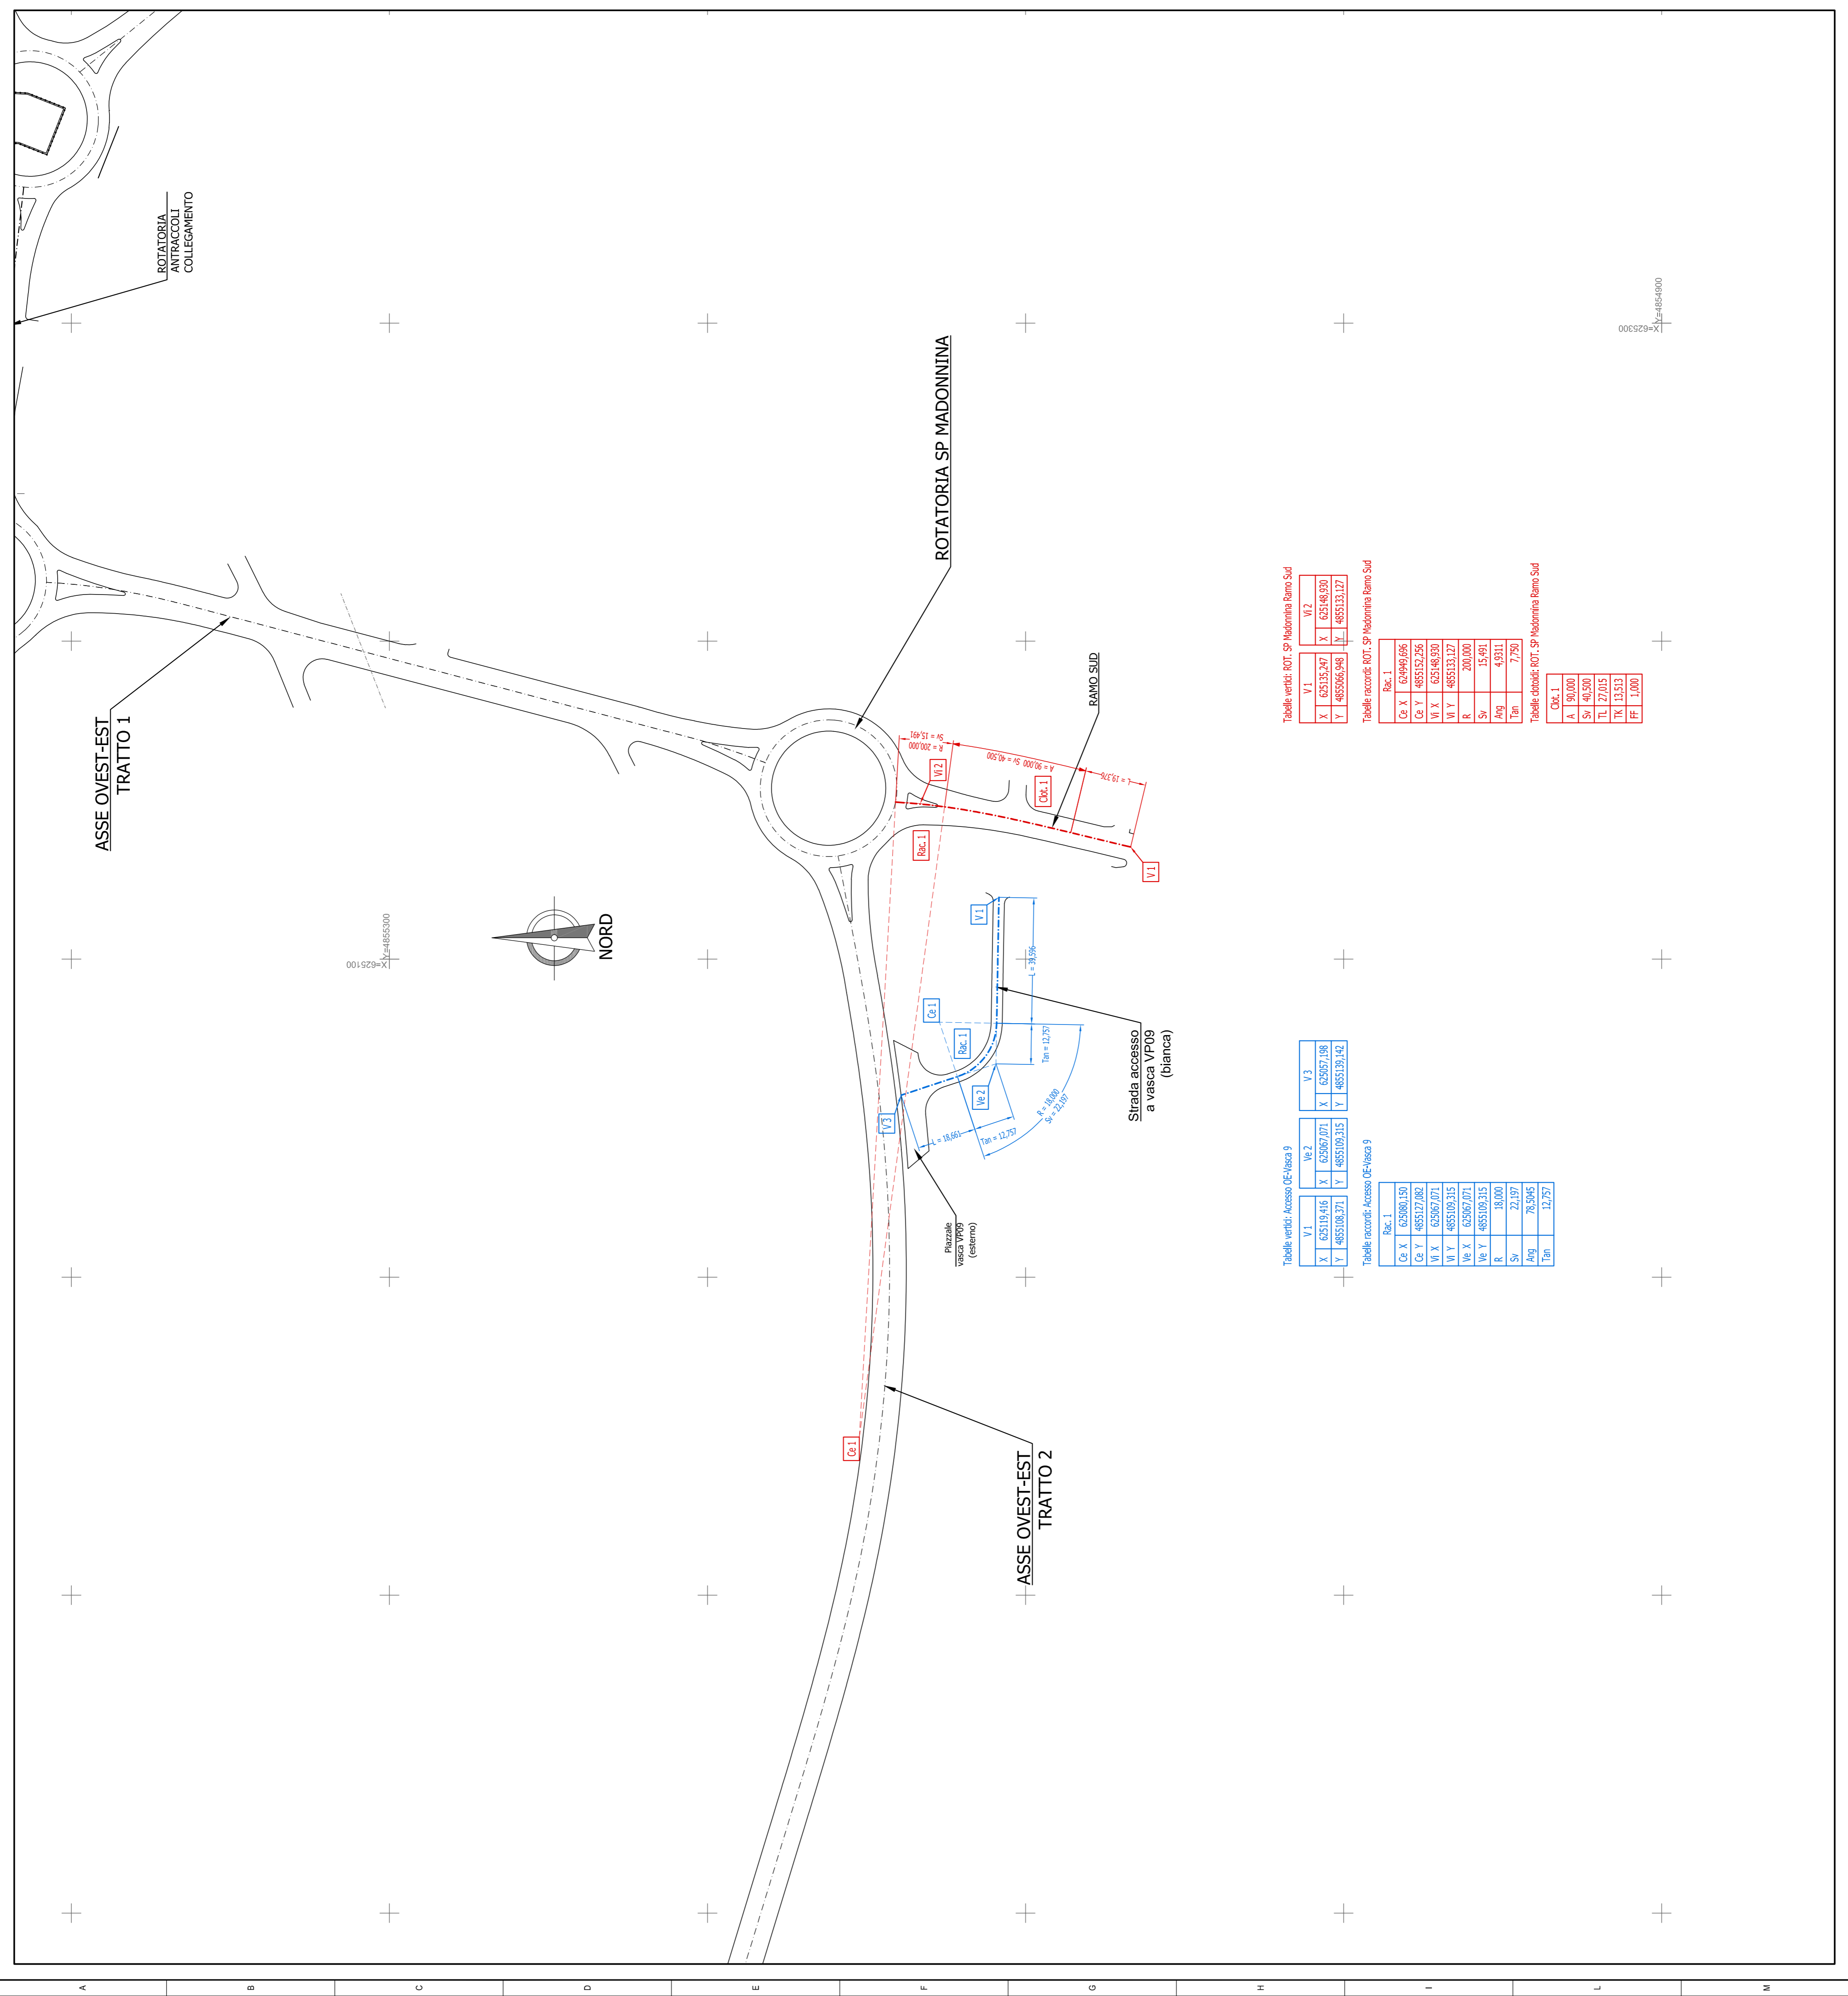 ROTATORIA
ANTRACCOLI
COLLEGAMENTO
ASSE OVEST-EST
TRATTO 1
ROTATORIA SP MADONNINA
X=625300
Y=4854900
X=625100
Y=4855300
NORD
RAMO SUD
R = 200,000
Sv = 15,491
A = 90,000 Sv = 40,500
L = 19,376
Vi 2
Clot. 1
Rac. 1
V 1
Ce 1
V 1
L = 39,596
Ce 1
Rac. 1
Tan = 12,757
Ve 2
V 3
L = 18,661
Tan = 12,757
R = 18,000
Sv = 22,197
Strada accesso
a vasca VP09
(bianca)
Piazzale
vasca VP09
(esterno)
ASSE OVEST-EST
TRATTO 2
Tabelle vertici: ROT. SP Madonnina Ramo Sud
V 1 Vi 2
X 625135,247 X 625148,930
Y 4855066,948 Y 4855133,127
Tabelle raccordi: ROT. SP Madonnina Ramo Sud
Rac. 1
Ce X 624949,696
Ce Y 4855152,256
Vi X 625148,930
Vi Y 4855133,127
R 200,000
Sv 15,491
Ang 4,9311
Tan 7,750
Tabelle clotoidi: ROT. SP Madonnina Ramo Sud
Clot. 1
A 90,000
Sv 40,500
TL 27,015
TK 13,513
FF 1,000
Tabelle vertici: Accesso OE-Vasca 9
V 1 Ve 2 V 3
X 625119,416 X 625067,071 X 625057,198
Y 4855108,371 Y 4855109,315 Y 4855139,142
Tabelle raccordi: Accesso OE-Vasca 9
Rac. 1
Ce X 625080,150
Ce Y 4855127,082
Vi X 625067,071
Vi Y 4855109,315
Ve X 625067,071
Ve Y 4855109,315
R 18,000
Sv 22,197
Ang 78,5045
Tan 12,757
A B C D E F G H I L M